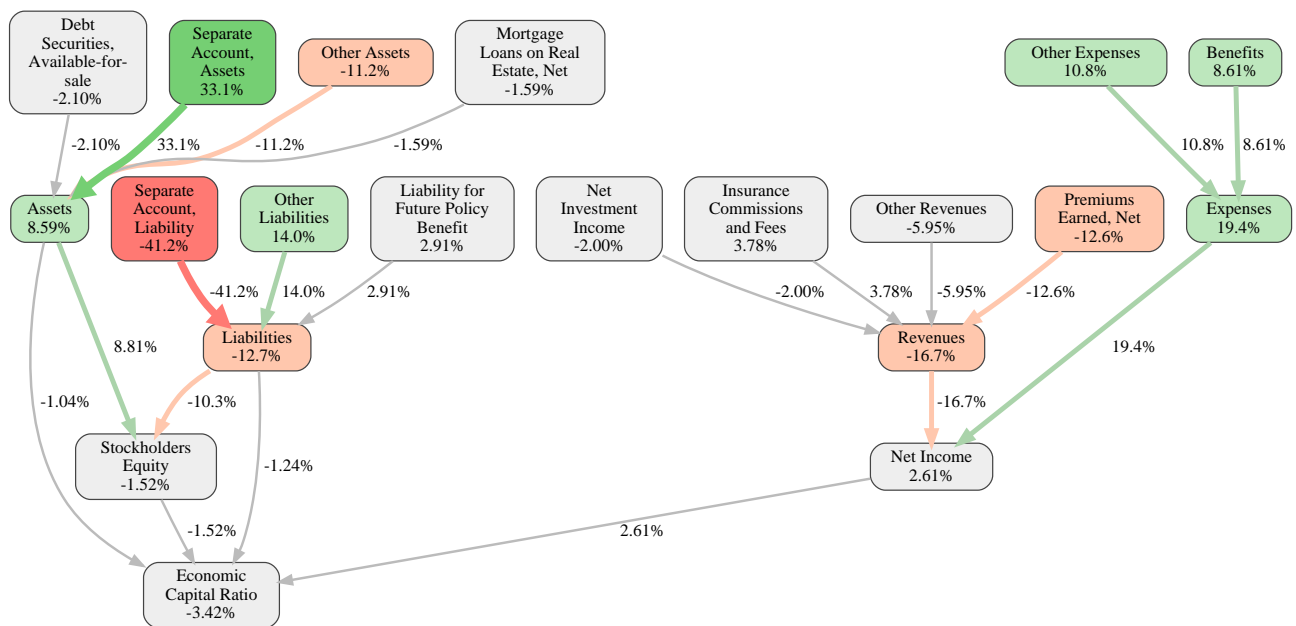 Debt
Securities,
Available-for-
sale
-2.10%
Separate
Account,
Assets
33.1%
Other Assets
-11.2%
Mortgage
Loans on Real
Estate, Net
-1.59%
Other Expenses
10.8%
Benefits
8.61%
-2.10%
33.1%
-11.2%
-1.59%
10.8%
8.61%
Assets
8.59%
Separate
Account,
Liability
-41.2%
Other
Liabilities
14.0%
Liability for
Future Policy
Benefit
2.91%
Net
Investment
Income
-2.00%
Insurance
Commissions
and Fees
3.78%
Other Revenues
-5.95%
Premiums
Earned, Net
-12.6%
Expenses
19.4%
-41.2%
14.0%
2.91%
-2.00%
3.78%
-5.95%
-12.6%
8.81%
Liabilities
-12.7%
Revenues
-16.7%
19.4%
-1.04%
-10.3%
-16.7%
Stockholders
Equity
-1.52%
-1.24%
Net Income
2.61%
-1.52%
2.61%
Economic
Capital Ratio
-3.42%